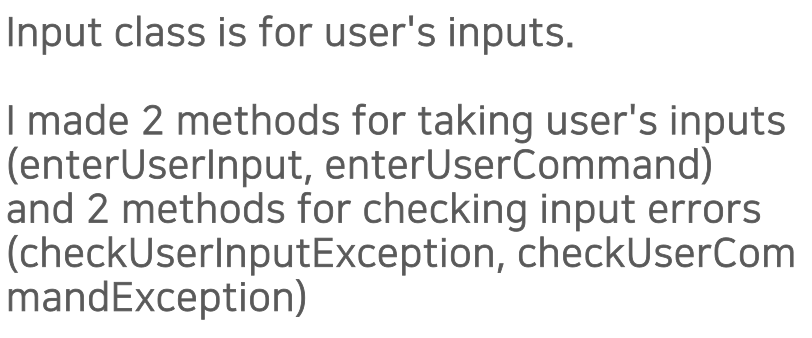 Input class is for user's inputs.
I made 2 methods for taking user's inputs
(enterUserInput, enterUserCommand)
and 2 methods for checking input errors
(checkUserInputException, checkUserCom
mandException)